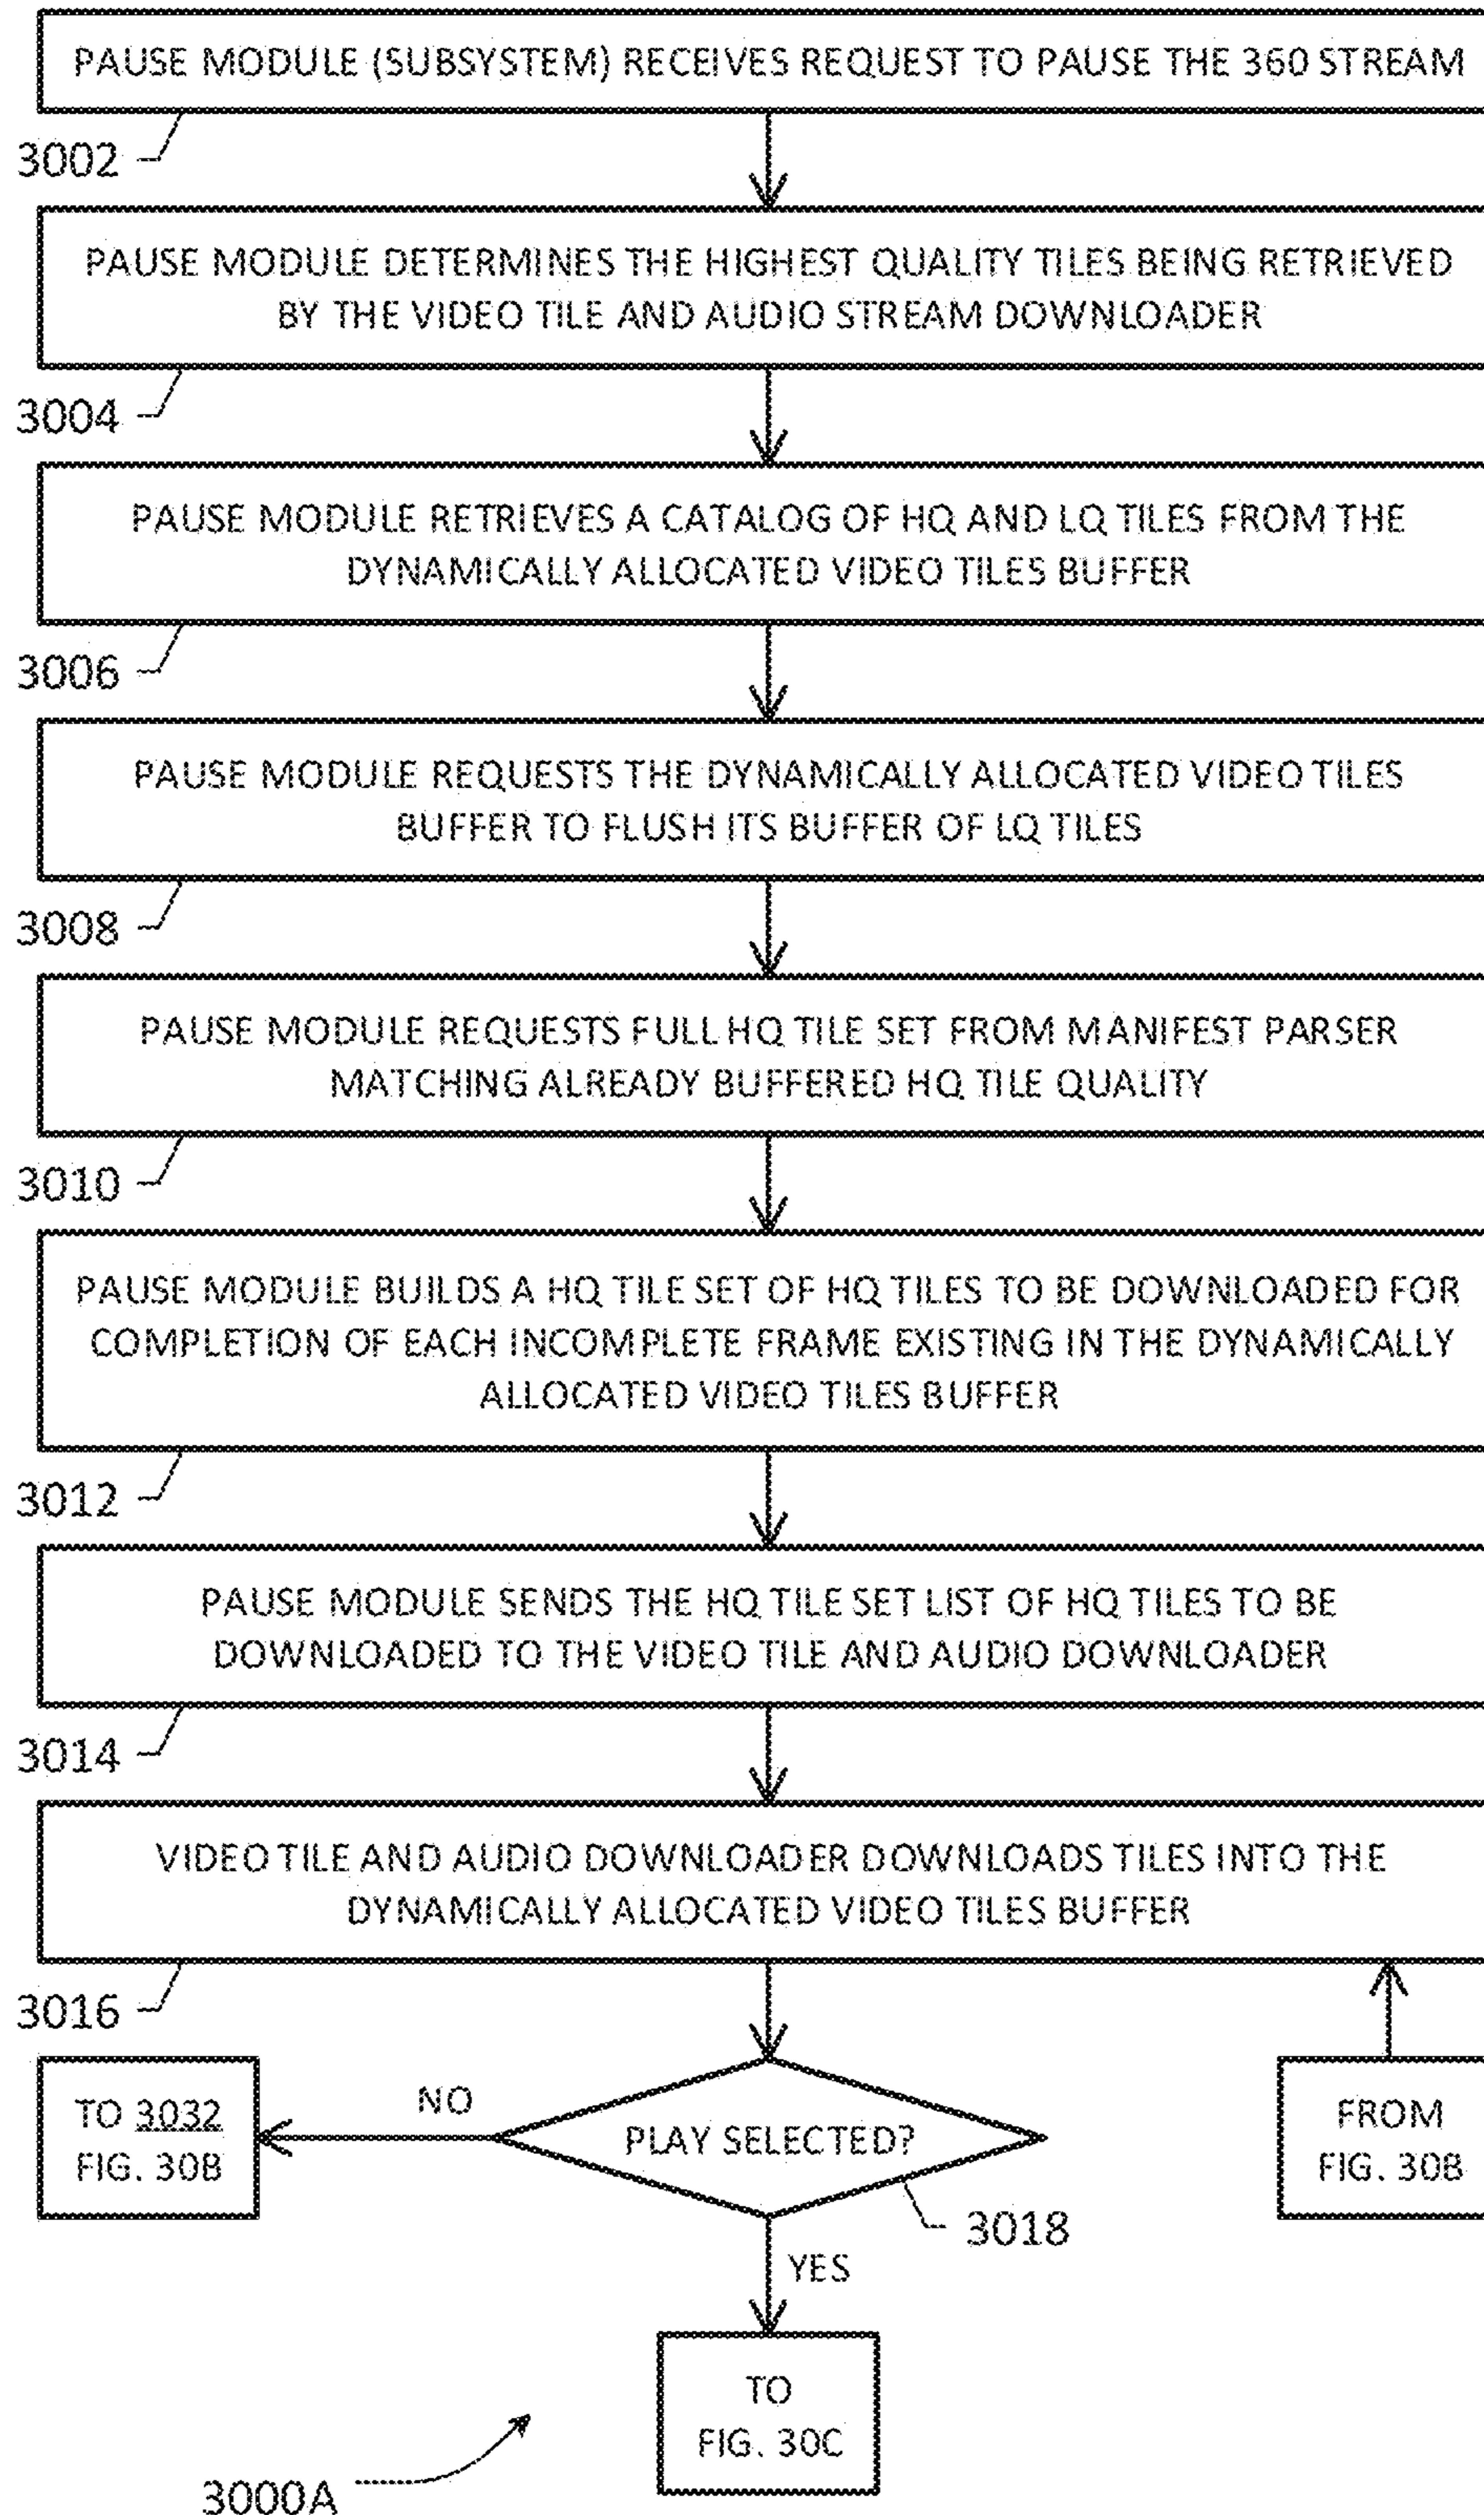 PAUSE MODULE (SUBSYSTEM) RECEIVES REQUEST TO PAUSE THE 360 STREAM
3002
PAUSE MODULE DETERMINES THE HIGHEST QUALITY TILES BEING RETRIEVED
BY THE VIDEO TILE AND AUDIO STREAM DOWNLOADER
3004
PAUSE MODULE RETRIEVES A CATALOG OF HQ AND LQ TILES FROM THE
DYNAMICALLY ALLOCATED VIDEO TILES BUFFER
3006
PAUSE MODULE REQUESTS THE DYNAMICALLY ALLOCATED VIDEO TILES
BUFFER TO FLUSH ITS BUFFER OF LQ TILES
3008
PAUSE MODULE REQUESTS FULL HQ TILE SET FROM MANIFEST PARSER
MATCHING ALREADY BUFFERED HQ TILE QUALITY
3010
PAUSE MODULE BUILDS A HQ TILE SET OF HQ TILES TO BE DOWNLOADED FOR
COMPLETION OF EACH INCOMPLETE FRAME EXISTING IN THE DYNAMICALLY
ALLOCATED VIDEO TILES BUFFER
3012
PAUSE MODULE SENDS THE HQ TILE SET LIST OF HQ TILES TO BE
DOWNLOADED TO THE VIDEO TILE AND AUDIO DOWNLOADER
3014
VIDEO TILE AND AUDIO DOWNLOADER DOWNLOADS TILES INTO THE
DYNAMICALLY ALLOCATED VIDEO TILES BUFFER
3016
TO 3032
FIG. 30B
NO
PLAY SELECTED?
FROM
FIG. 30B
3018
YES
TO
FIG. 30C
3000A